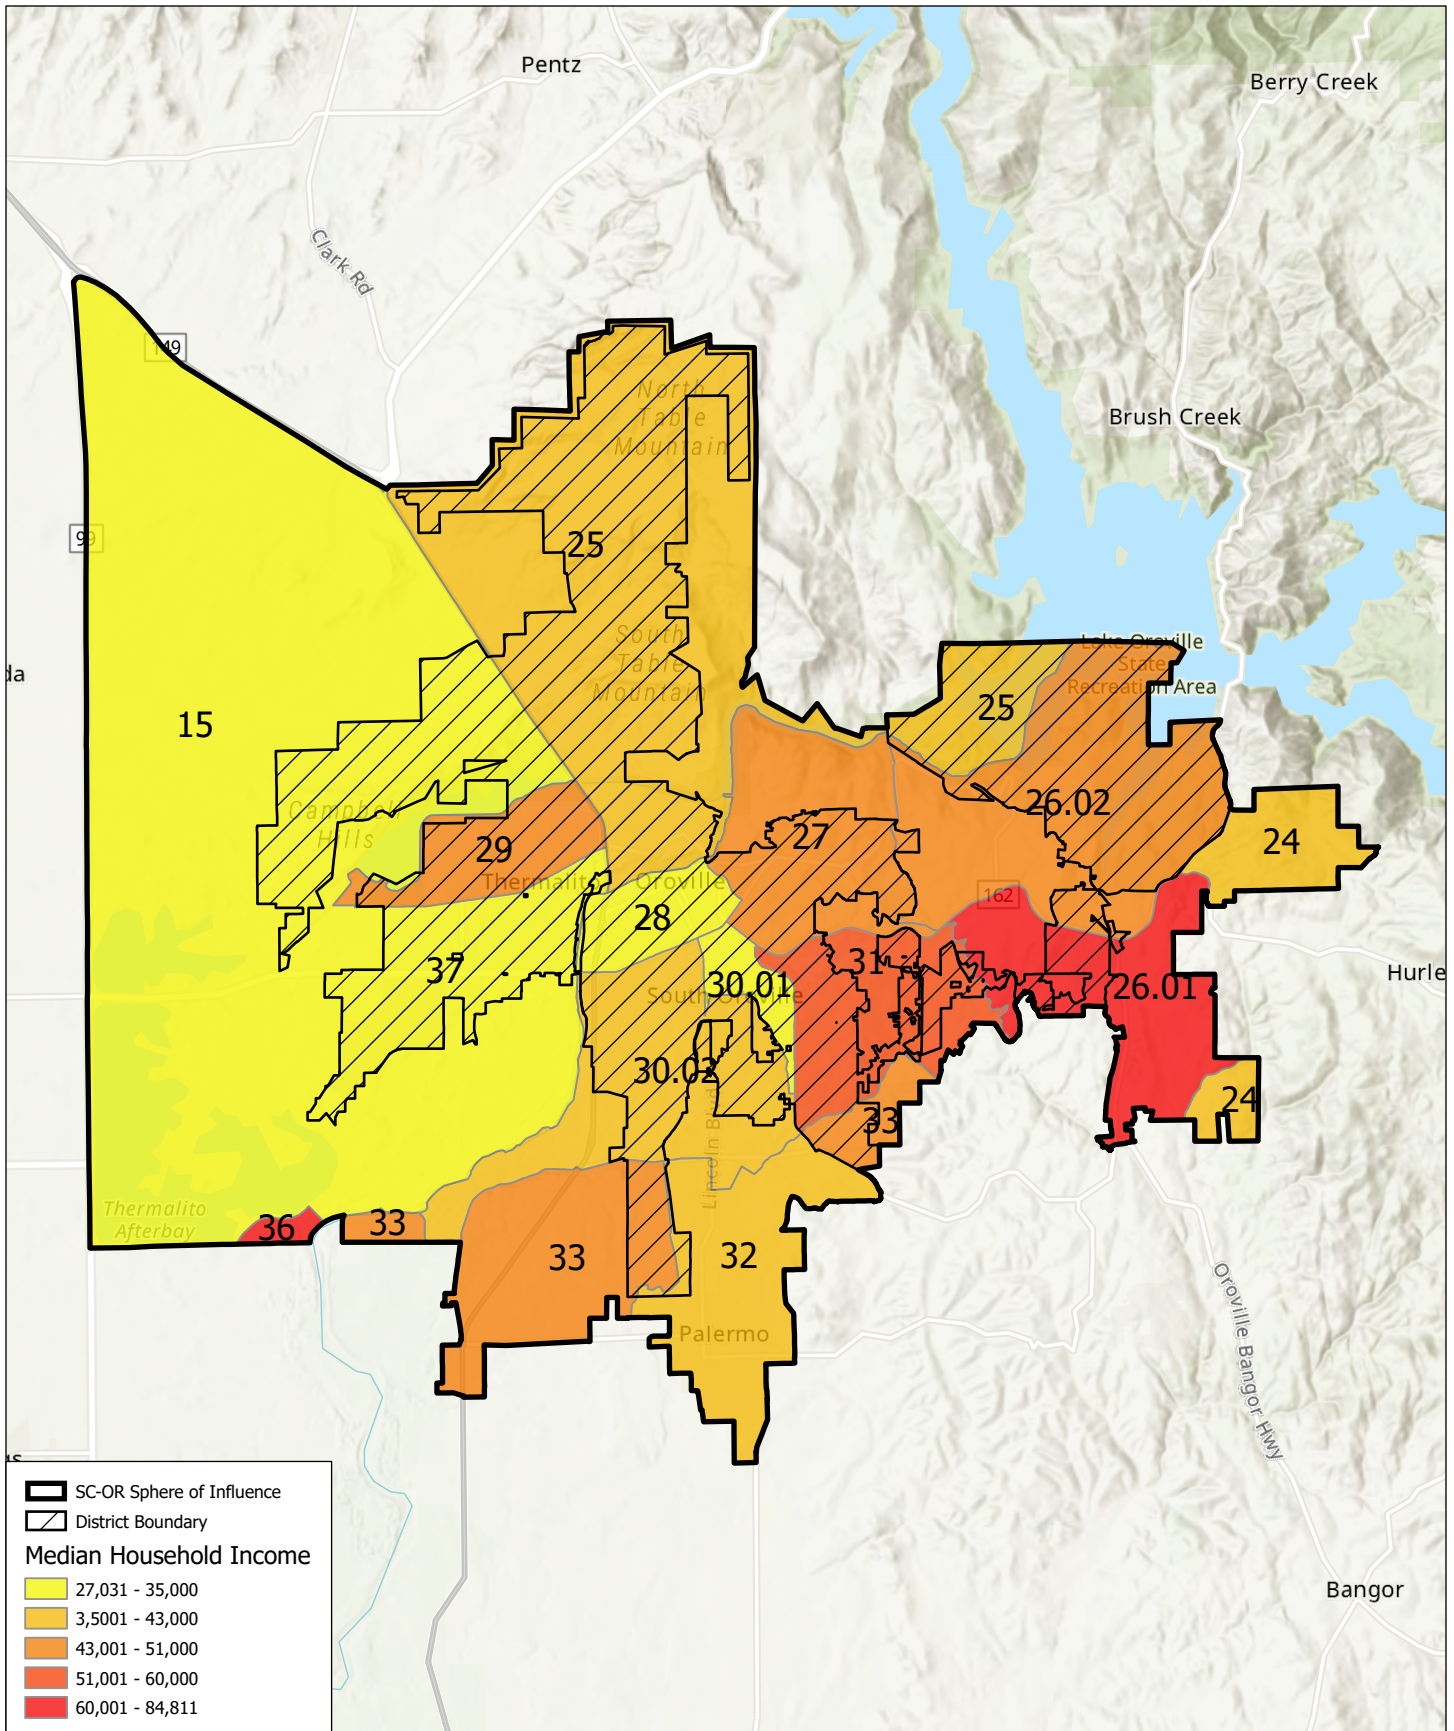 Pentz
Berry Creek
Clark Rd
149
North
Table
Mountain
Brush Creek
99
25
South
Table
Mountain
Lake Oroville
State
Recreation Area
da
15
25
26.02
Campbell
Hills
27
24
29
Thermalito
Oroville
162
28
37
31
Hurle
30.01
26.01
South Oroville
30.02
24
Lincoln Blvd
33
Thermalito
Afterbay
36
33
33
32
Palermo
Oroville Bangor Hwy
Bangor
SC-OR Sphere of Influence
District Boundary
Median Household Income
27,031 - 35,000
3,5001 - 43,000
43,001 - 51,000
51,001 - 60,000
60,001 - 84,811